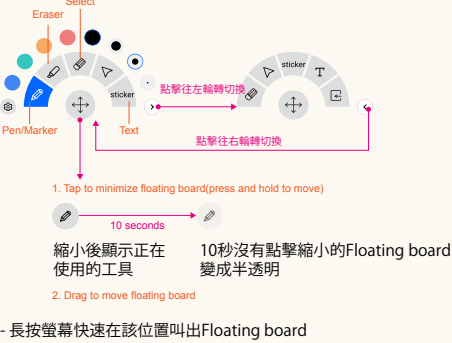 Select
Eraser
sticker
sticker
T
點擊往左輪轉切換
Pen/Marker
Text
點擊往右輪轉切換
1. Tap to minimize floating board(press and hold to move)
10 seconds
縮小後顯示正在
使用的工具
10秒沒有點擊縮小的Floating board
變成半透明
2. Drag to move floating board
- 長按螢幕快速在該位置叫出Floating board